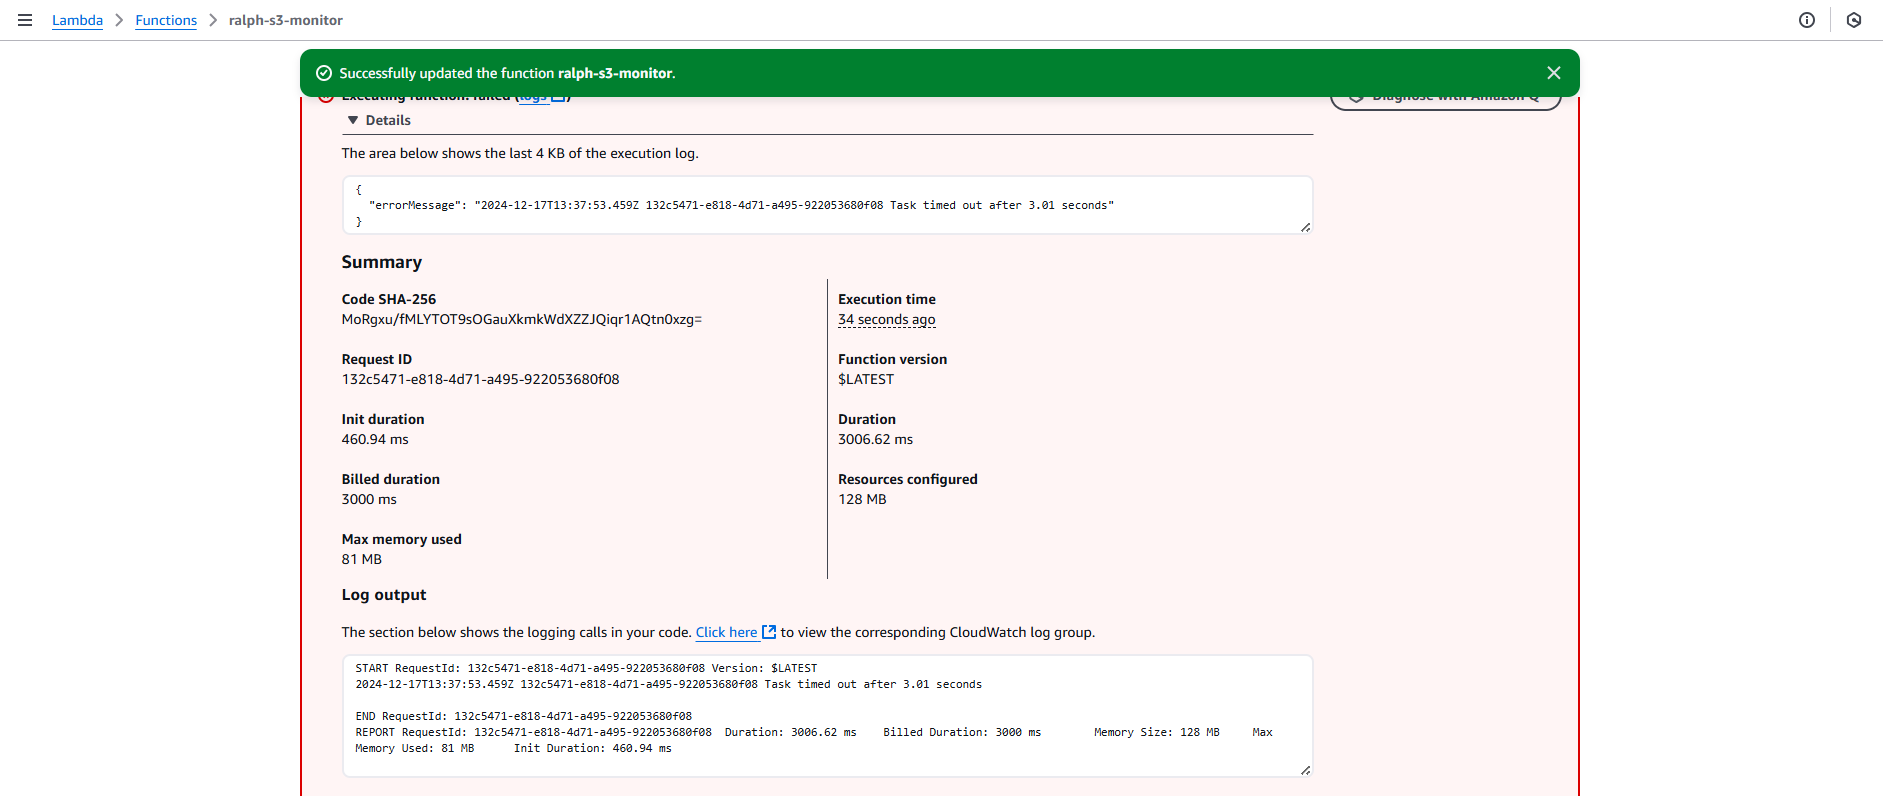 Lambda > Functions > ralph-s3-monitor
Successfully updated the function ralph-s3-monitor.
Executing function: failed (logs)
Diagnose with Amazon Q
Details
The area below shows the last 4 KB of the execution log.
{
"errorMessage": "2024-12-17T13:37:53.459Z 132c5471-e818-4d71-a495-922053680f08 Task timed out after 3.01 seconds"
}
Summary
Code SHA-256
MoRgxu/fMLYTOT9sOGauXkmkWdXZZJQiqr1AQtn0xzg=
Execution time
34 seconds ago
Request ID
132c5471-e818-4d71-a495-922053680f08
Function version
$LATEST
Init duration
460.94 ms
Duration
3006.62 ms
Billed duration
3000 ms
Resources configured
128 MB
Max memory used
81 MB
Log output
The section below shows the logging calls in your code. Click here to view the corresponding CloudWatch log group.
START RequestId: 132c5471-e818-4d71-a495-922053680f08 Version: $LATEST
2024-12-17T13:37:53.459Z 132c5471-e818-4d71-a495-922053680f08 Task timed out after 3.01 seconds
END RequestId: 132c5471-e818-4d71-a495-922053680f08
REPORT RequestId: 132c5471-e818-4d71-a495-922053680f08 Duration: 3006.62 ms Billed Duration: 3000 ms Memory Size: 128 MB Max
Memory Used: 81 MB Init Duration: 460.94 ms